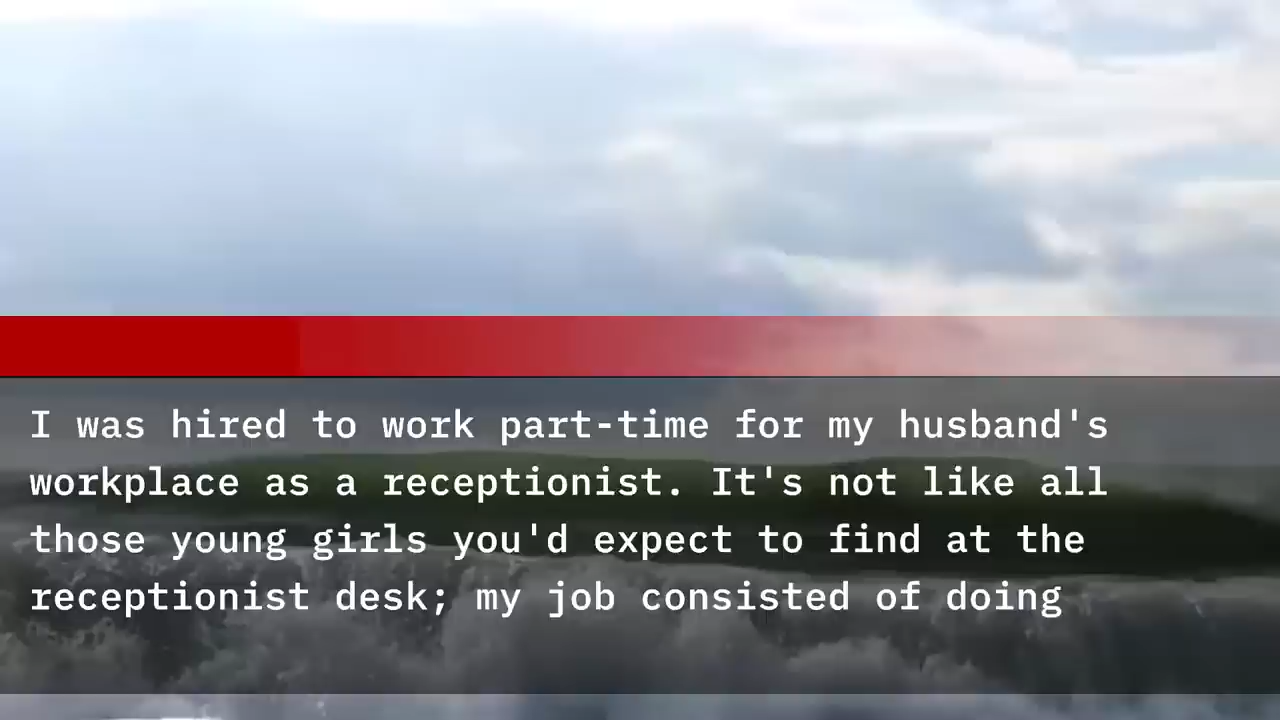 I was hired to work part-time for my husband's
workplace as a receptionist. It's not like all
those young girls you'd expect to find at the
receptionist desk; my job consisted of doing